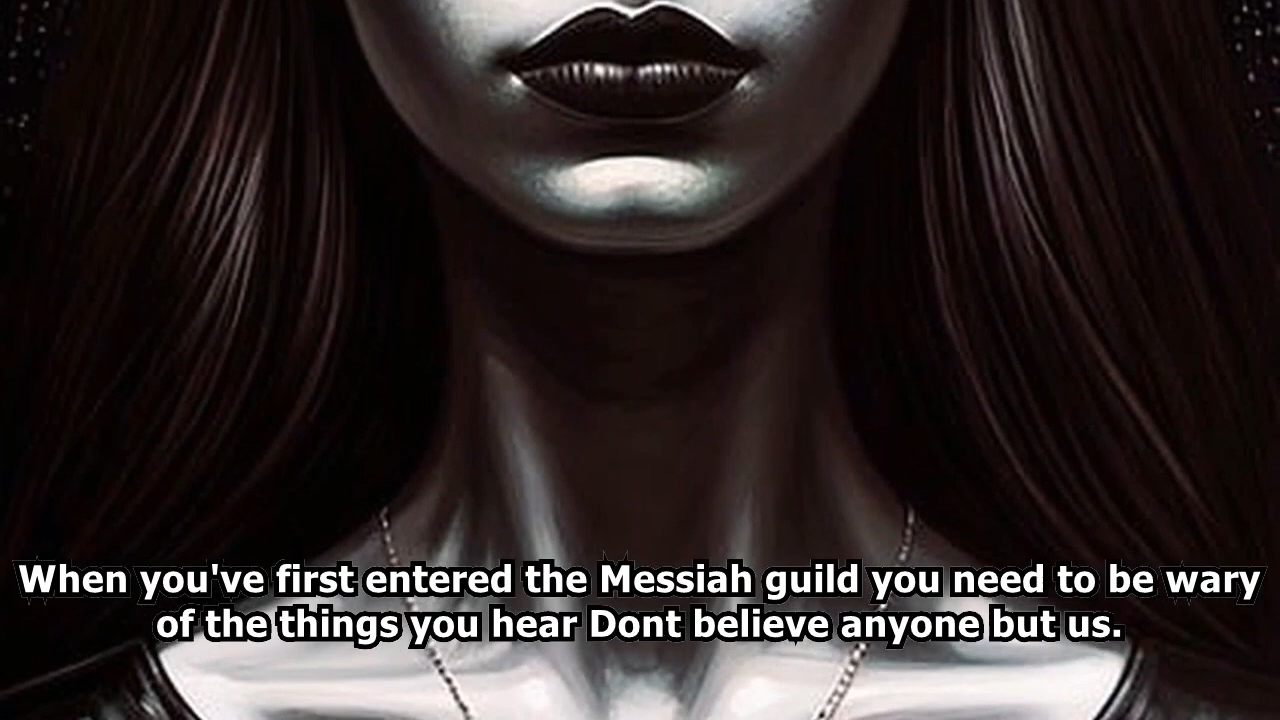 When you've first entered the Messiah guild you need to be wary
of the things you hear Dont believe anyone but us.